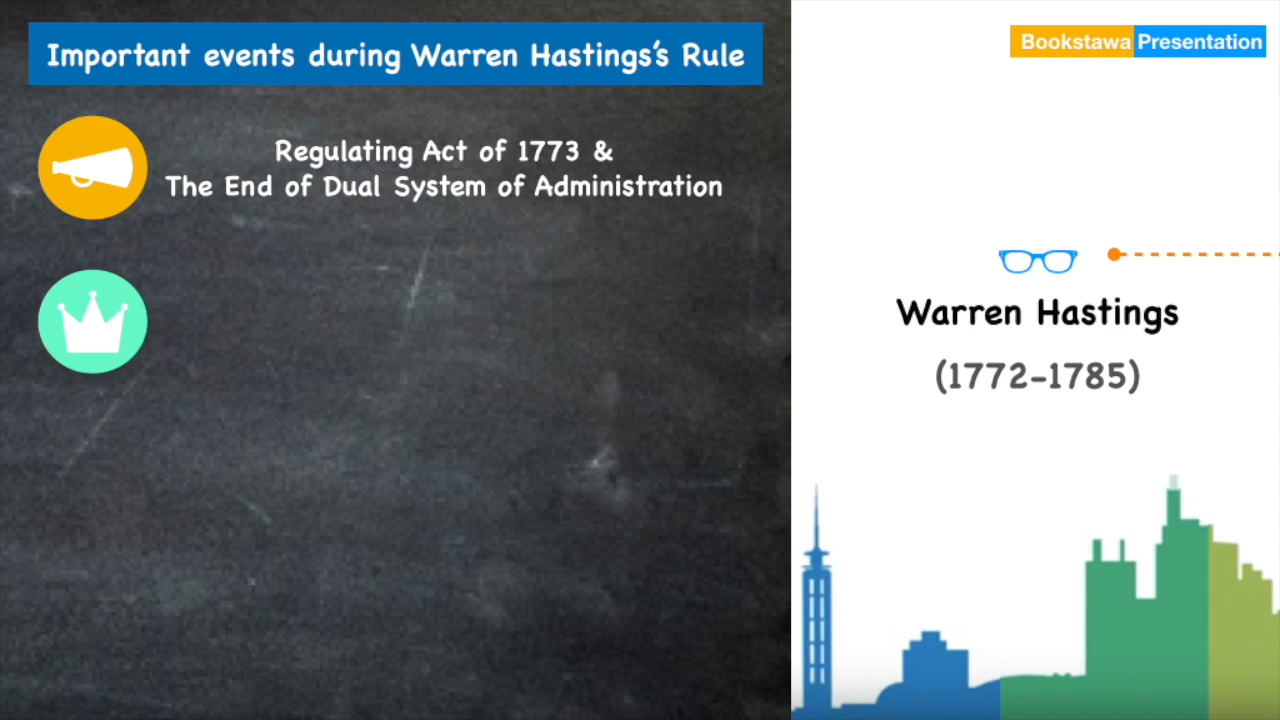 Important events during Warren Hastings's Rule
Regulating Act of 1773 &
The End of Dual System of Administration
Bookstawa Presentation
Warren Hastings
(1772-1785)